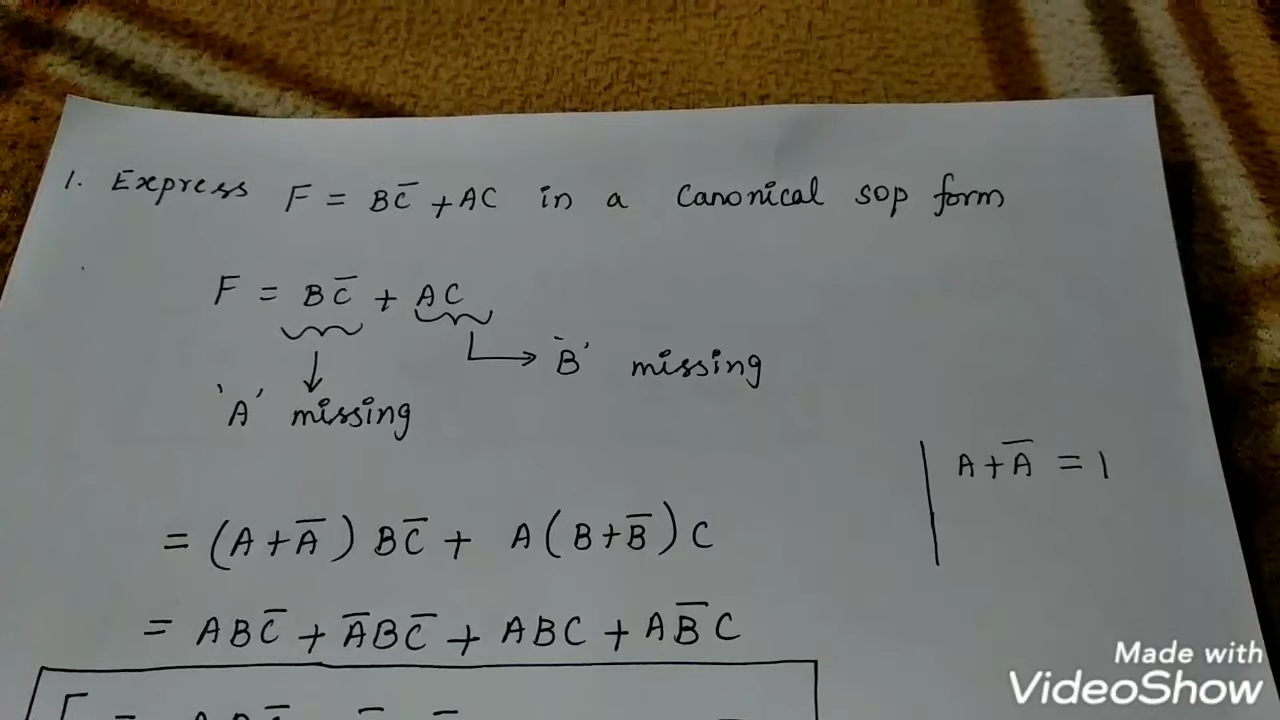 1. Express F = BC̅ + AC in a Canonical SOP form
F = BC̅ + AC
'B' missing
'A' missing
A + A̅ = 1
= (A + A̅) BC̅ + A(B + B̅)C
= ABC̅ + A̅BC̅ + ABC + AB̅C
Made with
VideoShow